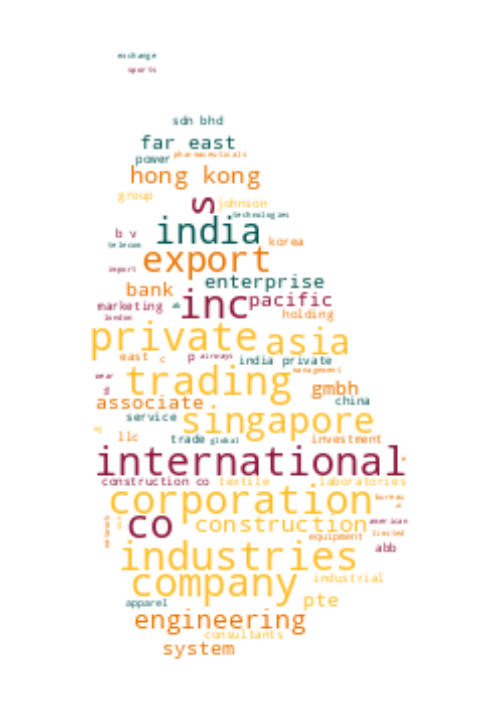 exchange
sports
sdn bhd
far east
power pharmaceuticals
hong kong
group s johnson
technologies
b v india korea
telecom
export
import
bank enterprise
marketing inc pacific
holding
london
private asia
east c p airways india private
management
wear trading gmbh
d
associate china
service singapore
llc trade global investment
international
construction co textile laboratories
corporation bureau
co construction american
network equipment limited
abb
industries
company industrial
apparel pte
engineering
consultants
system